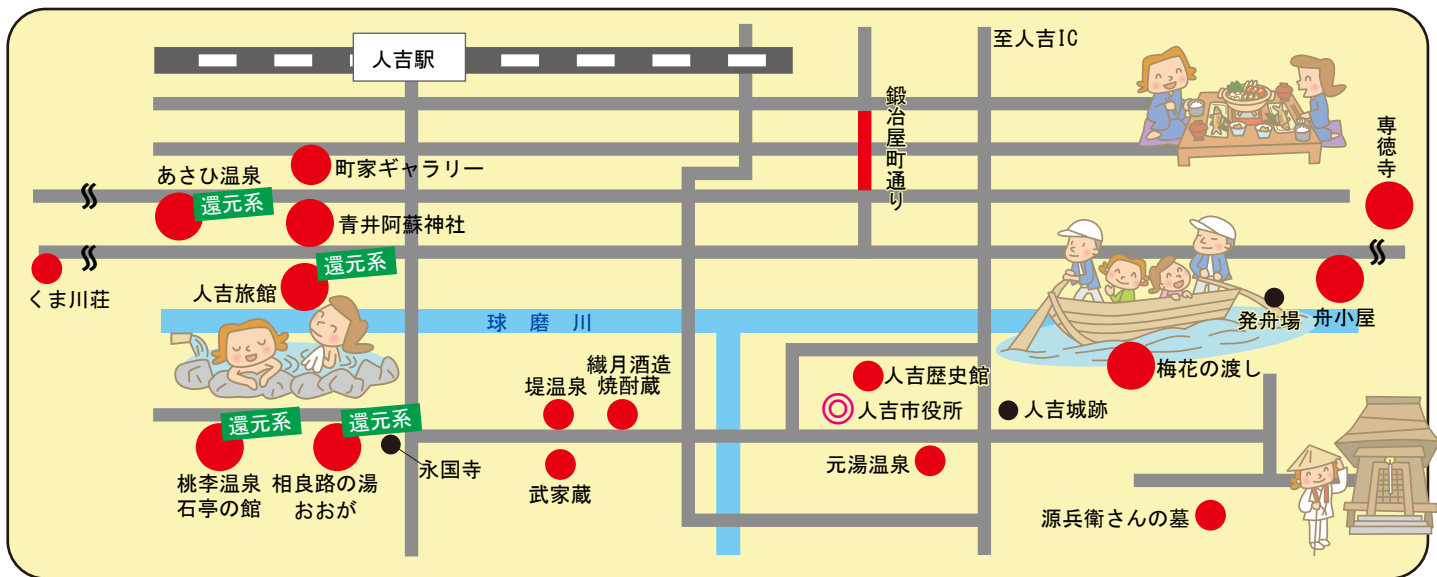 人吉駅
至人吉IC
鍛冶屋町通り
専徳寺
町家ギャラリー
あさひ温泉
還元系
青井阿蘇神社
還元系
くま川荘
人吉旅館
球磨川
発舟場
舟小屋
梅花の渡し
繊月酒造
焼酎蔵
堤温泉
人吉歴史館
人吉市役所
人吉城跡
還元系
還元系
永国寺
元湯温泉
桃李温泉
石亭の館
相良路の湯
おおが
武家蔵
源兵衛さんの墓